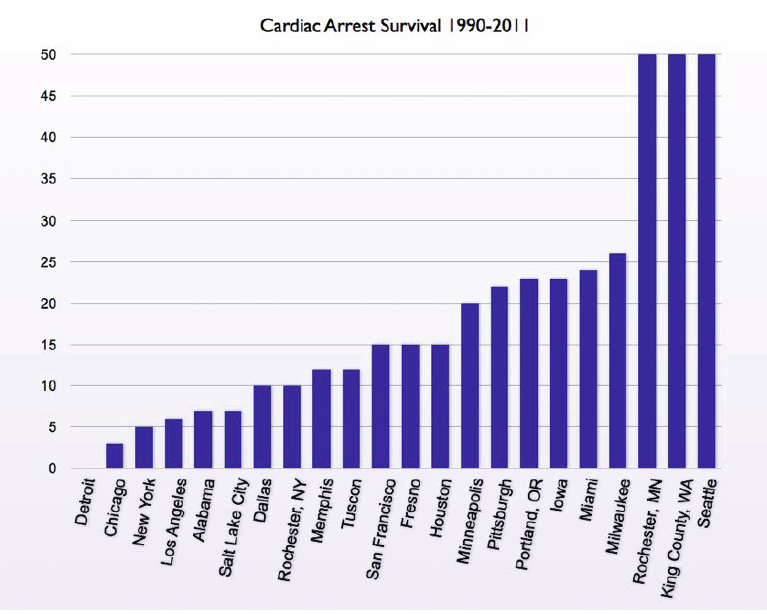 Cardiac Arrest Survival 1990-2011
50
45
40
35
30
25
20
15
10
5
0
Detroit
Chicago
New York
Los Angeles
Alabama
Salt Lake City
Dallas
Rochester, NY
Memphis
Tuscon
San Francisco
Fresno
Houston
Minneapolis
Pittsburgh
Portland, OR
Iowa
Miami
Milwaukee
Rochester, MN
King County, WA
Seattle